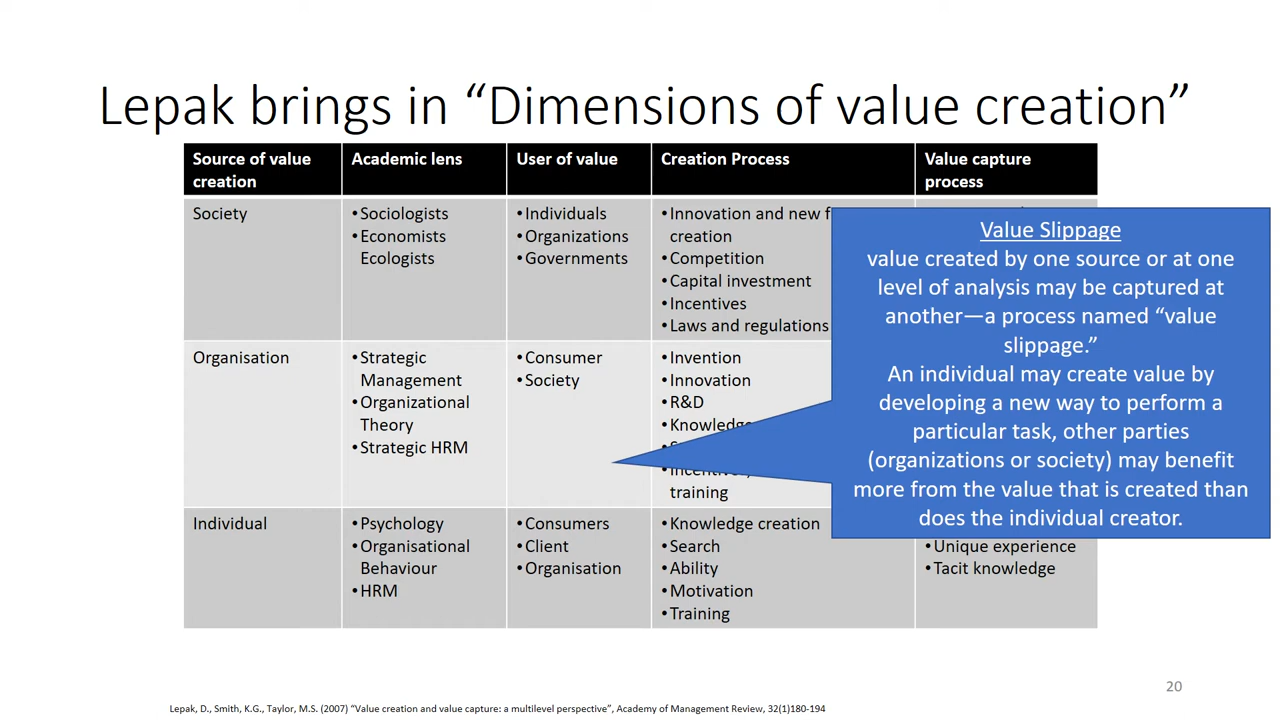 Lepak brings in “Dimensions of value creation”
Source of value
creation
Academic lens
User of value
Creation Process
Value capture
process
Society
• Sociologists
• Economists
Ecologists
• Individuals
• Organizations
• Governments
• Innovation and new
creation
• Competition
• Capital investment
• Incentives
• Laws and regulations
Organisation
• Strategic
Management
• Organizational
Theory
• Strategic HRM
• Consumer
• Society
• Invention
• Innovation
• R&D
• Knowledge
training
Individual
• Psychology
• Organisational
Behaviour
• HRM
• Consumers
• Client
• Organisation
• Knowledge creation
• Search
• Ability
• Motivation
• Training
• Unique experience
• Tacit knowledge
Value Slippage
value created by one source or at one
level of analysis may be captured at
another—a process named “value
slippage.”
An individual may create value by
developing a new way to perform a
particular task, other parties
(organizations or society) may benefit
more from the value that is created than
does the individual creator.
20
Lepak, D., Smith, K.G., Taylor, M.S. (2007) “Value creation and value capture: a multilevel perspective”, Academy of Management Review, 32(1)180-194